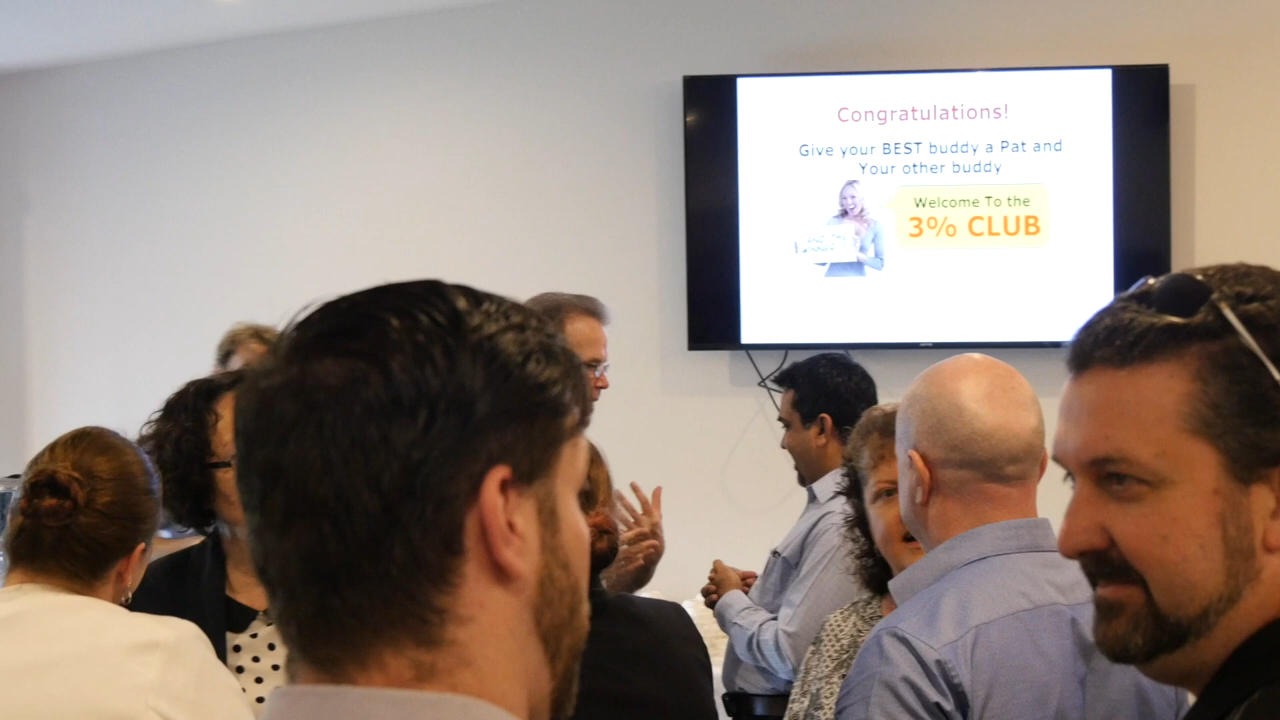 Congratulations!
Give your BEST buddy a Pat and
Your other buddy
Welcome To the
3% CLUB